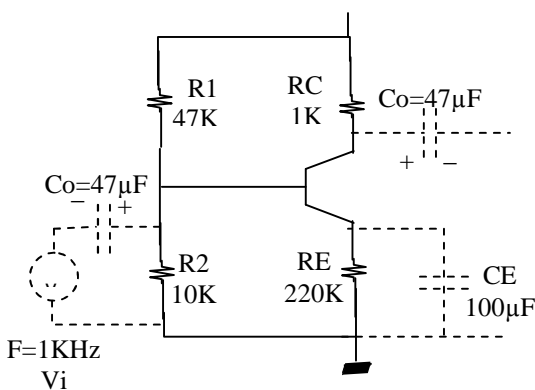 R1
47K
RC
1K
Co=47µF
+ −
Co=47µF
− +
R2
10K
RE
220K
CE
100µF
F=1KHz
Vi